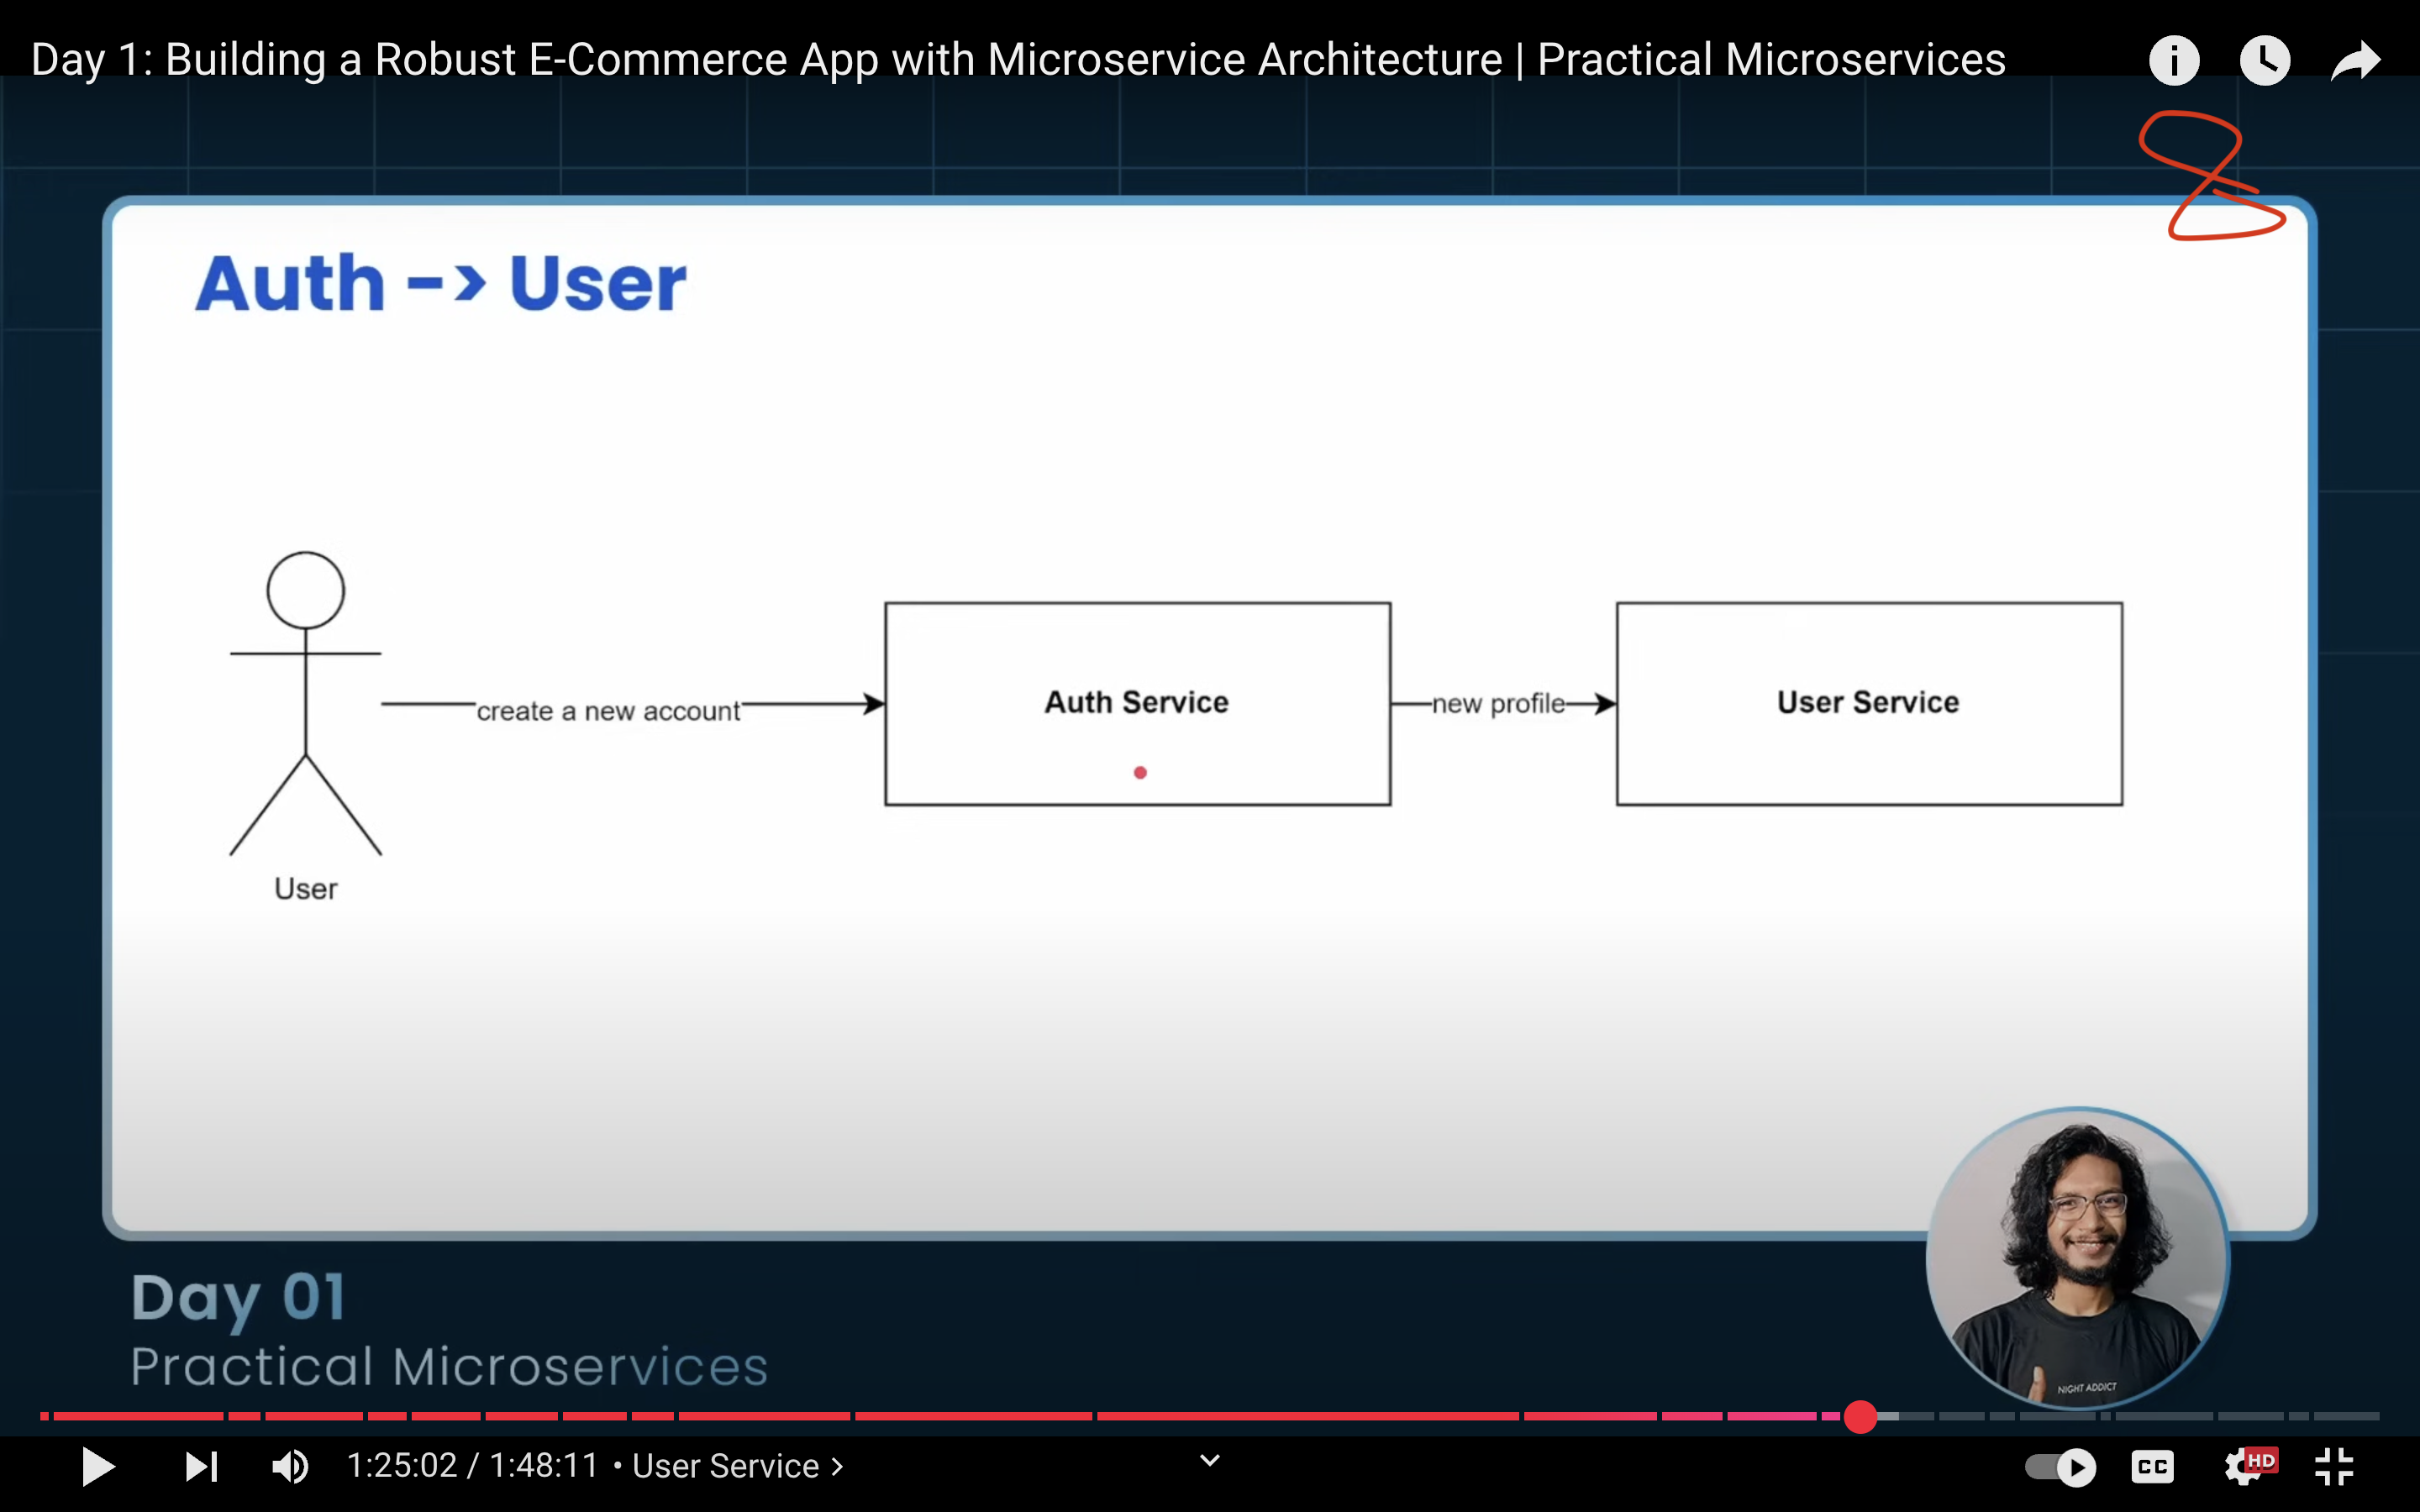 Day 1: Building a Robust E-Commerce App with Microservice Architecture | Practical Microservices
8
Auth -> User
create a new account
Auth Service
new profile
User Service
User
NIGHT ADDICT
Day 01
Practical Microservices
1:25:02 / 1:48:11 • User Service >
CC
HD